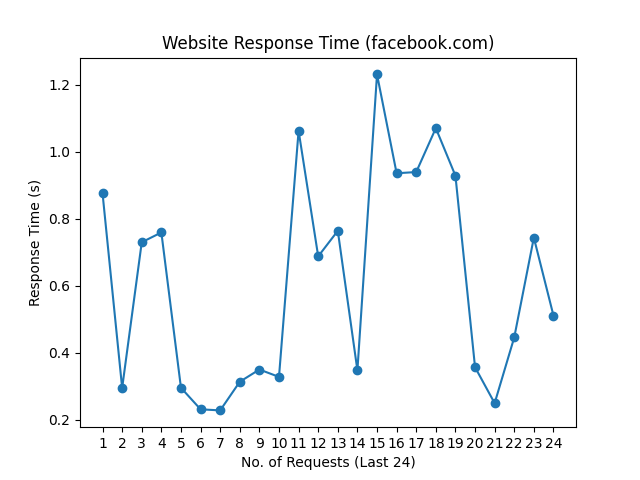 Website Response Time (facebook.com)
Response Time (s)
1.2
1.0
0.8
0.6
0.4
0.2
1 2 3 4 5 6 7 8 9 10 11 12 13 14 15 16 17 18 19 20 21 22 23 24
No. of Requests (Last 24)